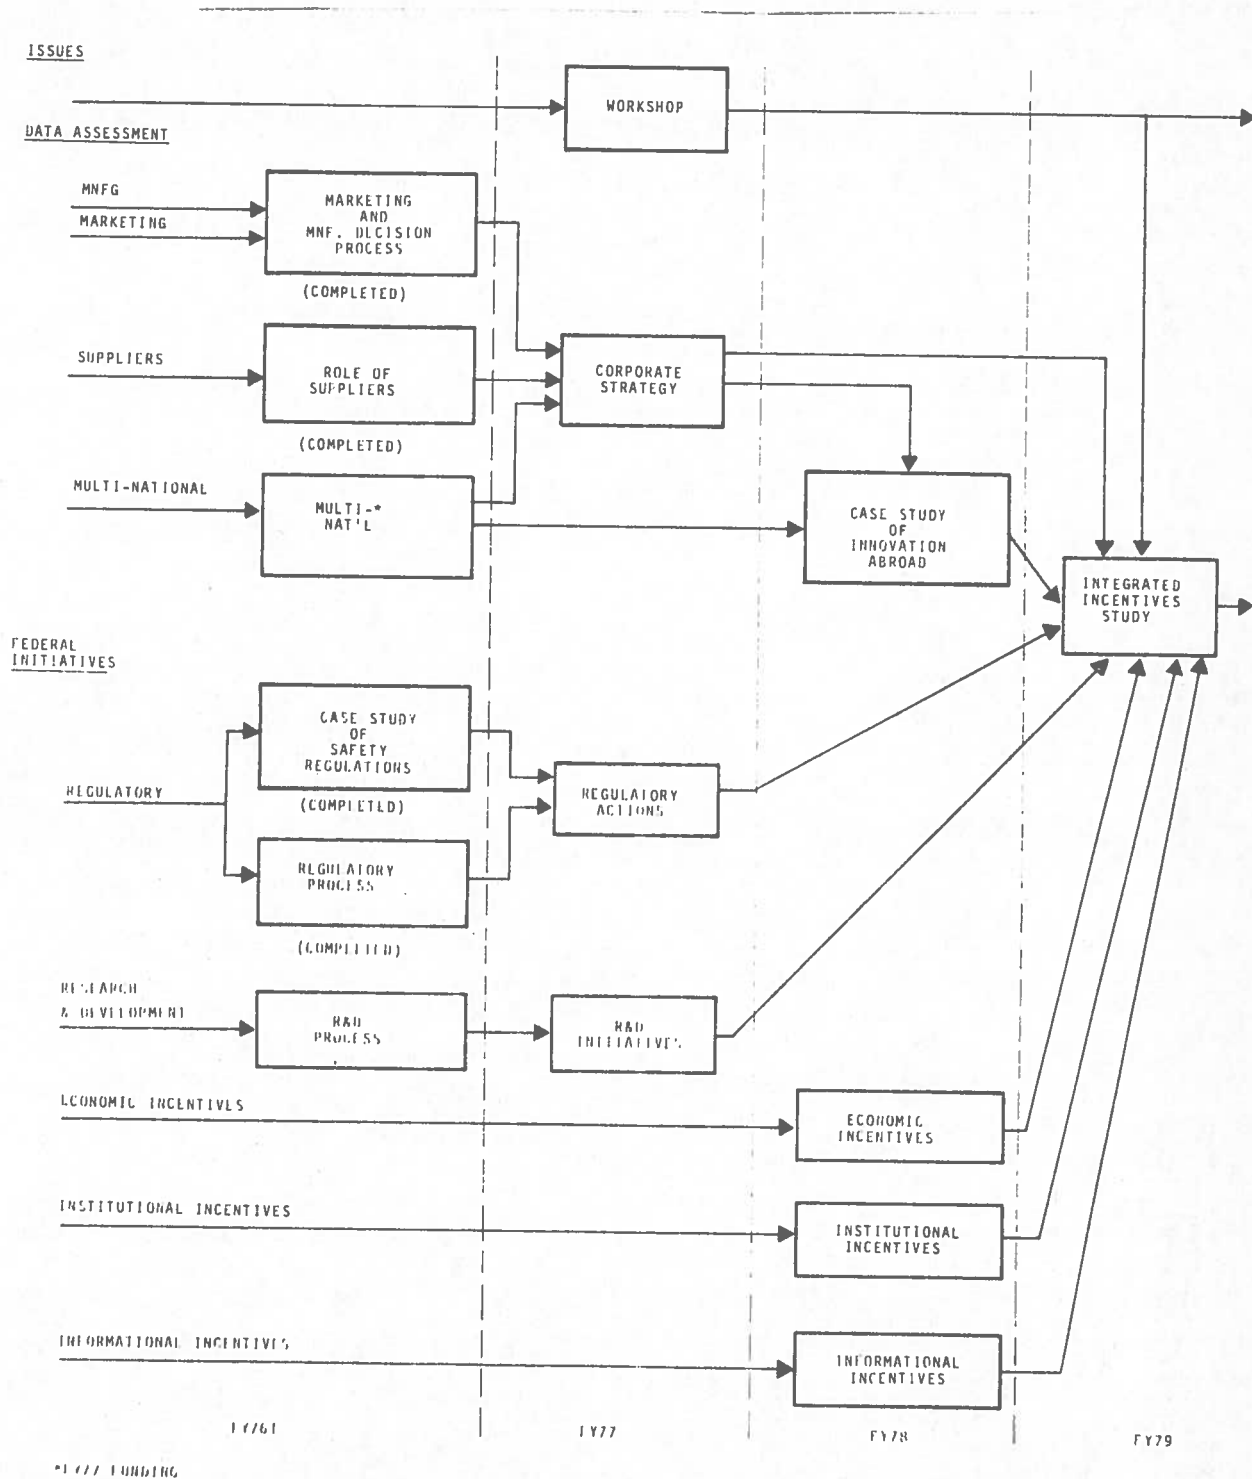 ISSUES
WORKSHOP
DATA ASSESSMENT
MNFG
MARKETING
MARKETING
AND
MNF. DECISION
PROCESS
(COMPLETED)
SUPPLIERS
ROLE OF
SUPPLIERS
(COMPLETED)
CORPORATE
STRATEGY
MULTI-NATIONAL
MULTI-*
NAT'L
CASE STUDY
OF
INNOVATION
ABROAD
INTEGRATED
INCENTIVES
STUDY
FEDERAL
INITIATIVES
REGULATORY
CASE STUDY
OF
SAFETY
REGULATIONS
(COMPLETED)
REGULATORY
PROCESS
(COMPLETED)
REGULATORY
ACTIONS
RESEARCH
& DEVELOPMENT
R&D
PROCESS
R&D
INITIATIVES
ECONOMIC INCENTIVES
ECONOMIC
INCENTIVES
INSTITUTIONAL INCENTIVES
INSTITUTIONAL
INCENTIVES
INFORMATIONAL INCENTIVES
INFORMATIONAL
INCENTIVES
FY76T
FY77
FY78
FY79
*FY77 FUNDING